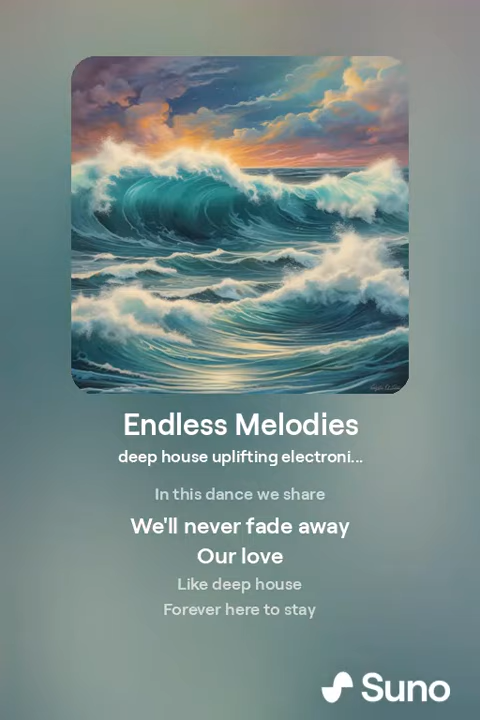 Endless Melodies
deep house uplifting electroni...
In this dance we share
We'll never fade away
Our love
Like deep house
Forever here to stay
Suno